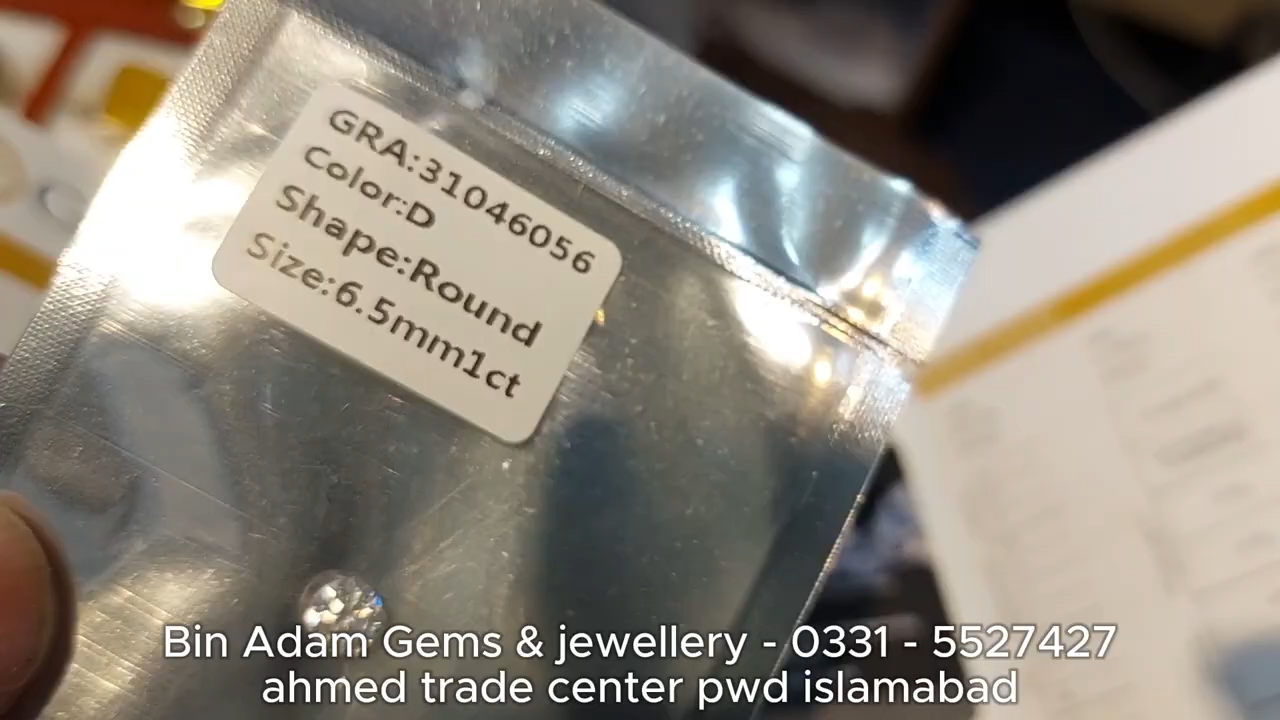 GRA:31046056
Color:D
Shape:Round
Size:6.5mm1ct
Bin Adam Gems & jewellery - 0331 - 5527427
ahmed trade center pwd islamabad